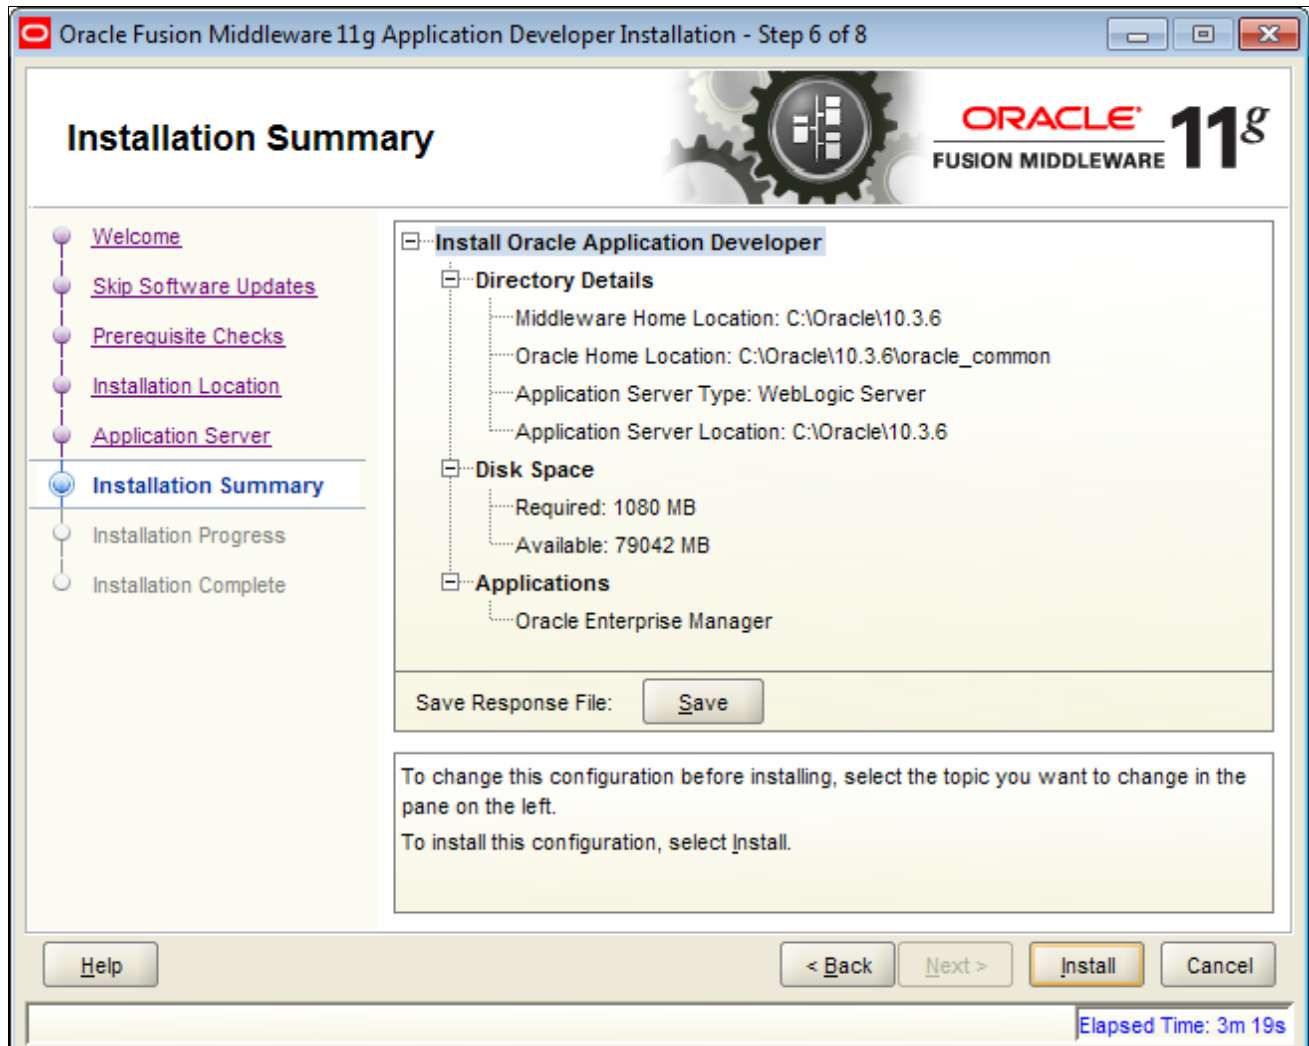 Oracle Fusion Middleware 11g Application Developer Installation - Step 6 of 8
Installation Summary
ORACLE
FUSION MIDDLEWARE
11g
Welcome
Skip Software Updates
Prerequisite Checks
Installation Location
Application Server
Installation Summary
Installation Progress
Installation Complete
Install Oracle Application Developer
Directory Details
Middleware Home Location: C:\Oracle\10.3.6
Oracle Home Location: C:\Oracle\10.3.6\oracle_common
Application Server Type: WebLogic Server
Application Server Location: C:\Oracle\10.3.6
Disk Space
Required: 1080 MB
Available: 79042 MB
Applications
Oracle Enterprise Manager
Save Response File: Save
To change this configuration before installing, select the topic you want to change in the
pane on the left.
To install this configuration, select Install.
Help < Back Next > Install Cancel
Elapsed Time: 3m 19s